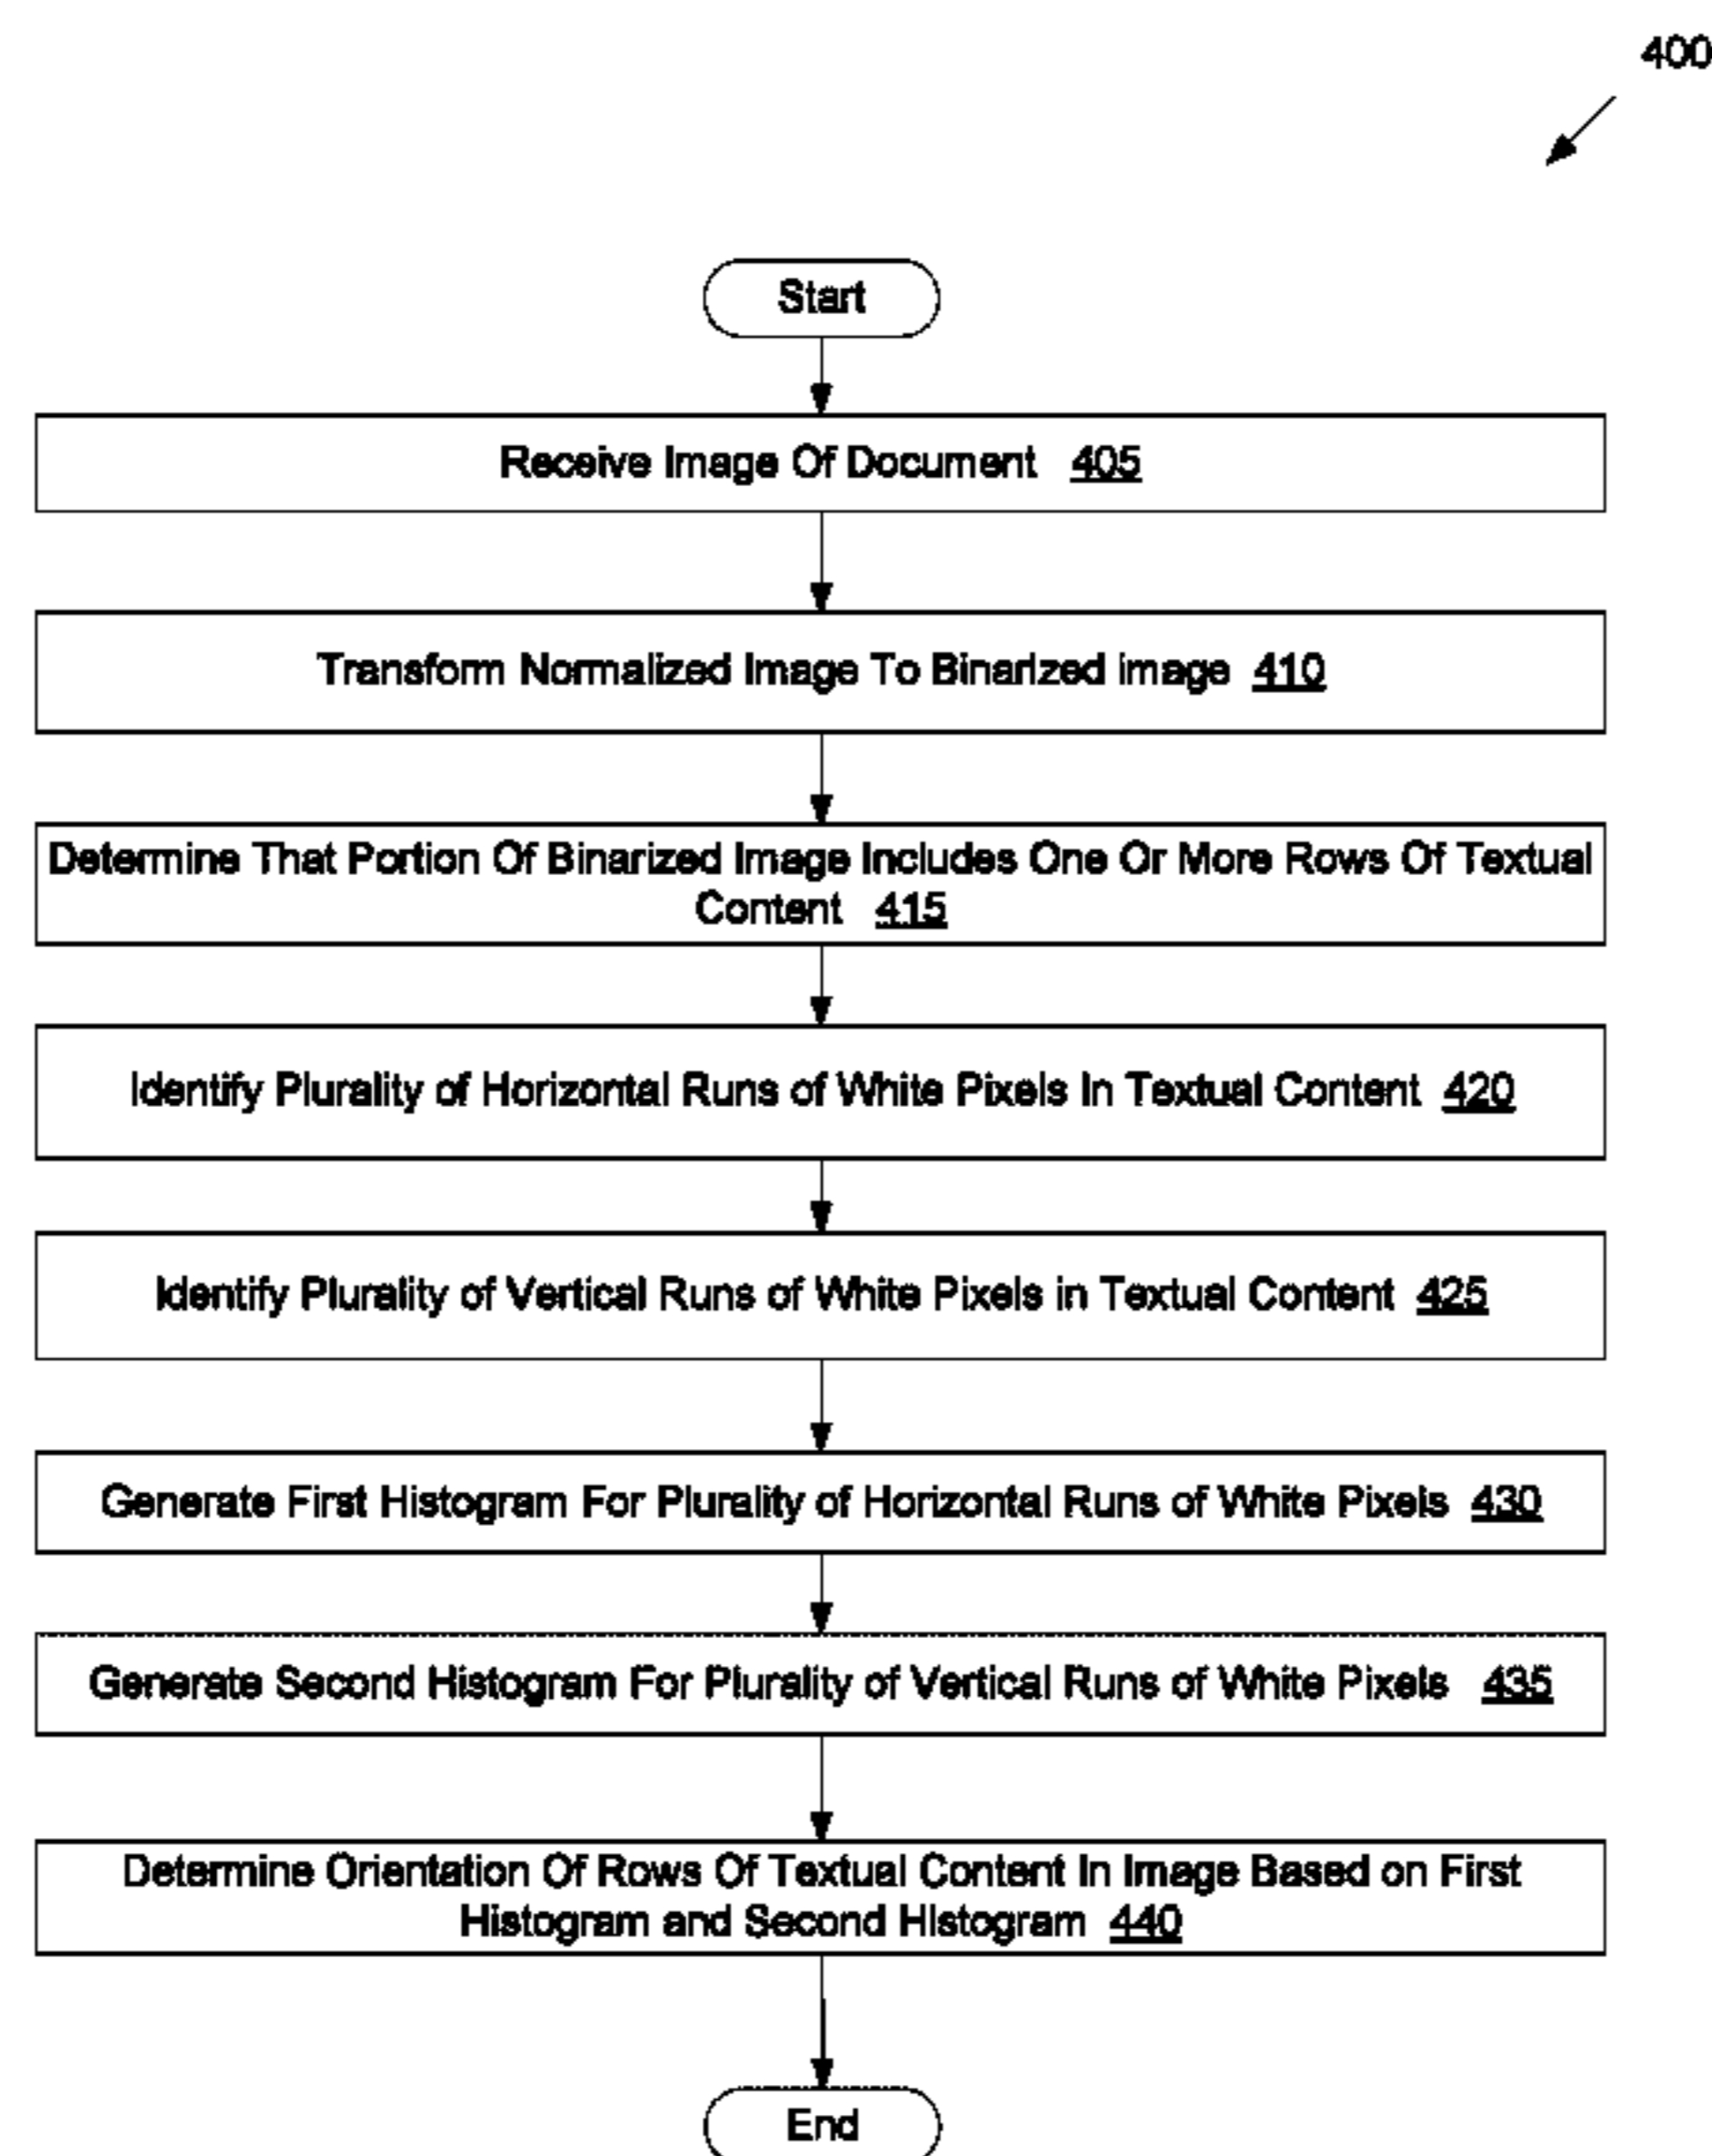 400
Start
Receive Image Of Document 405
Transform Normalized Image To Binarized Image 410
Determine That Portion Of Binarized Image Includes One Or More Rows Of Textual
Content 415
Identify Plurality of Horizontal Runs of White Pixels In Textual Content 420
Identify Plurality of Vertical Runs of White Pixels in Textual Content 425
Generate First Histogram For Plurality of Horizontal Runs of White Pixels 430
Generate Second Histogram For Plurality of Vertical Runs of White Pixels 435
Determine Orientation Of Rows Of Textual Content In Image Based on First
Histogram and Second Histogram 440
End